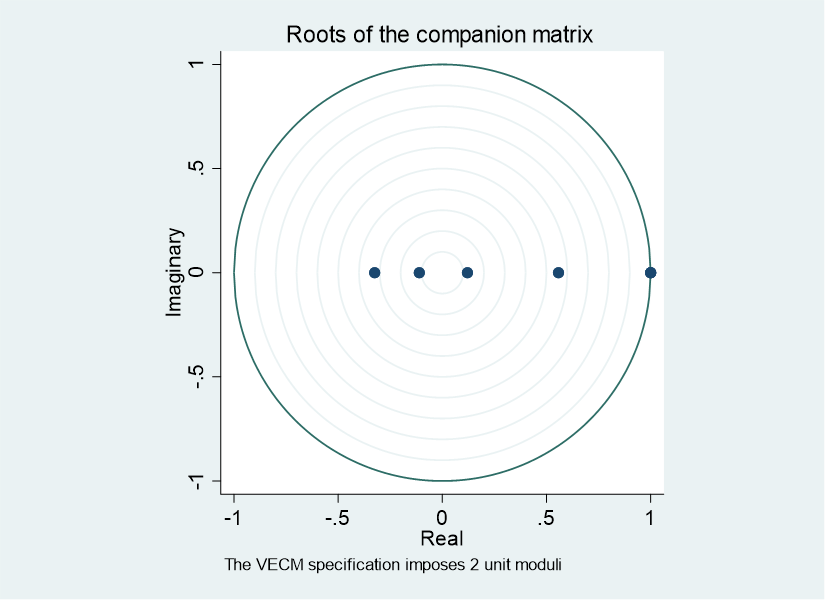 Roots of the companion matrix
1
.5
0
-.5
-1
Imaginary
-1
-.5
0
.5
1
Real
The VECM specification imposes 2 unit moduli